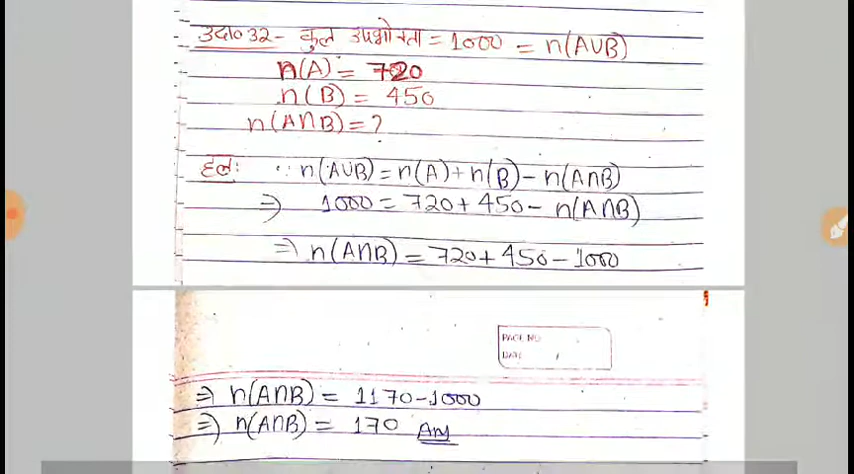 उदा० 32- कुल उपभोक्ता = 1000 = n(A∪B)
n(A) = 720
n(B) = 450
n(A∩B) = ?
हलः ∵ n(A∪B) = n(A) + n(B) - n(A∩B)
⇒ 1000 = 720 + 450 - n(A∩B)
⇒ n(A∩B) = 720 + 450 - 1000
PAGE NO
DATE /
⇒ n(A∩B) = 1170 - 1000
⇒ n(A∩B) = 170 Ans